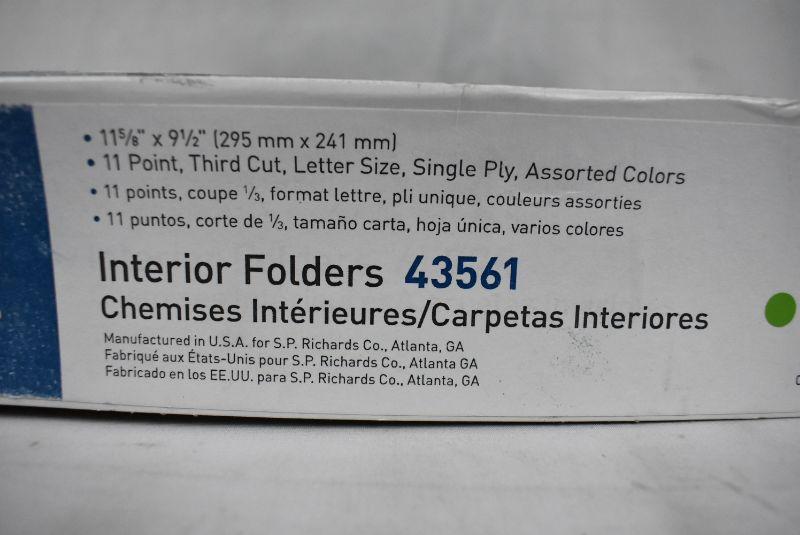 • 11⅝" x 9½" (295 mm x 241 mm)
• 11 Point, Third Cut, Letter Size, Single Ply, Assorted Colors
• 11 points, coupe ⅓, format lettre, pli unique, couleurs assorties
• 11 puntos, corte de ⅓, tamaño carta, hoja única, varios colores
Interior Folders 43561
Chemises Intérieures/Carpetas Interiores
Manufactured in U.S.A. for S.P. Richards Co., Atlanta, GA
Fabriqué aux États-Unis pour S.P. Richards Co., Atlanta GA
Fabricado en los EE.UU. para S.P. Richards Co., Atlanta, GA